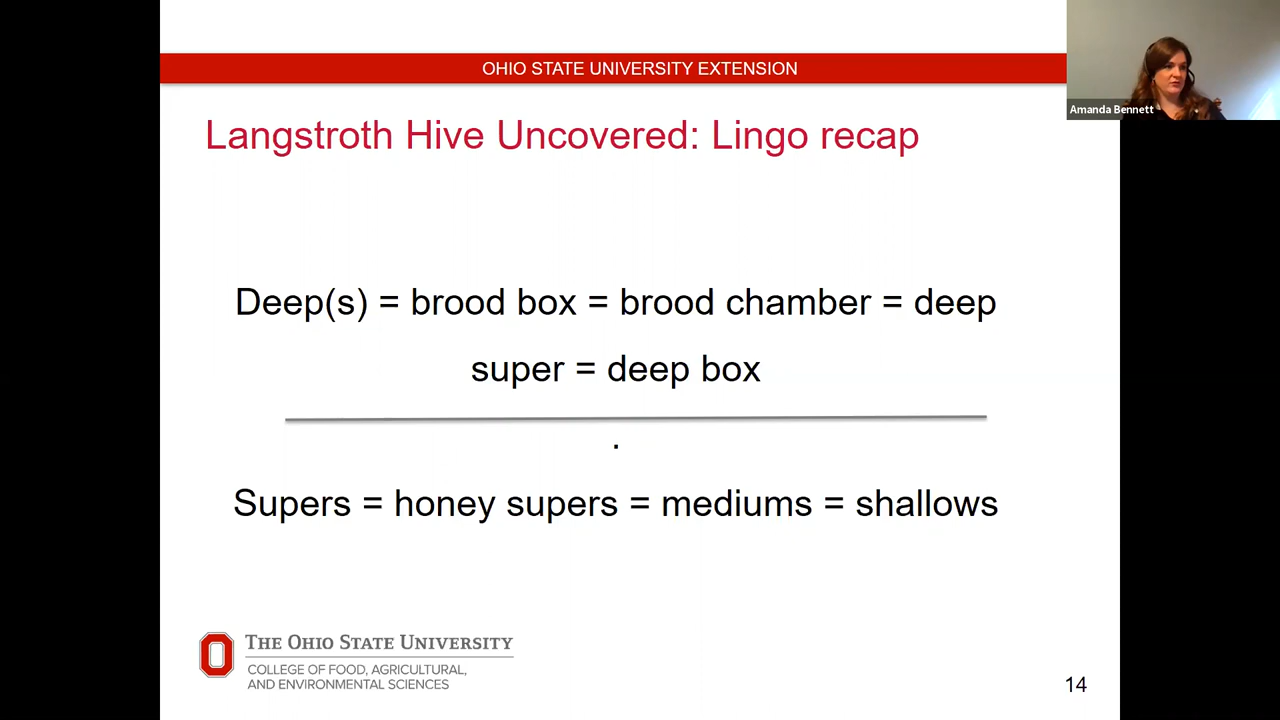 OHIO STATE UNIVERSITY EXTENSION
Amanda Bennett
Langstroth Hive Uncovered: Lingo recap
Deep(s) = brood box = brood chamber = deep
super = deep box
.
Supers = honey supers = mediums = shallows
THE OHIO STATE UNIVERSITY
COLLEGE OF FOOD, AGRICULTURAL,
AND ENVIRONMENTAL SCIENCES
14